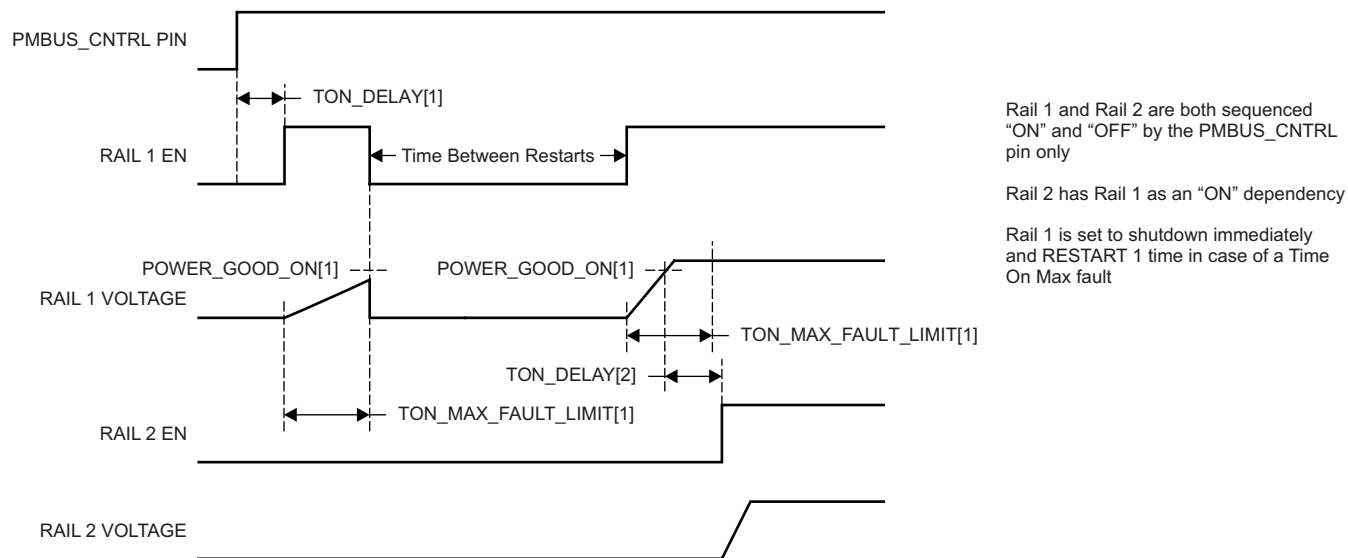 PMBUS_CNTRL PIN
TON_DELAY[1]
RAIL 1 EN
Time Between Restarts
POWER_GOOD_ON[1]
POWER_GOOD_ON[1]
RAIL 1 VOLTAGE
TON_MAX_FAULT_LIMIT[1]
TON_DELAY[2]
TON_MAX_FAULT_LIMIT[1]
RAIL 2 EN
RAIL 2 VOLTAGE
Rail 1 and Rail 2 are both sequenced
“ON” and “OFF” by the PMBUS_CNTRL
pin only
Rail 2 has Rail 1 as an “ON” dependency
Rail 1 is set to shutdown immediately
and RESTART 1 time in case of a Time
On Max fault